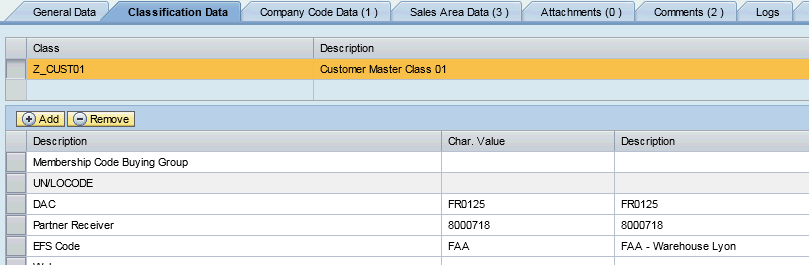 General Data Classification Data Company Code Data ( 1 ) Sales Area Data ( 3 ) Attachments ( 0 ) Comments ( 2 ) Logs
Class Description
Z_CUST01 Customer Master Class 01
Add Remove
Description Char. Value Description
Membership Code Buying Group
UN/LOCODE
DAC FR0125 FR0125
Partner Receiver 8000718 8000718
EFS Code FAA FAA - Warehouse Lyon